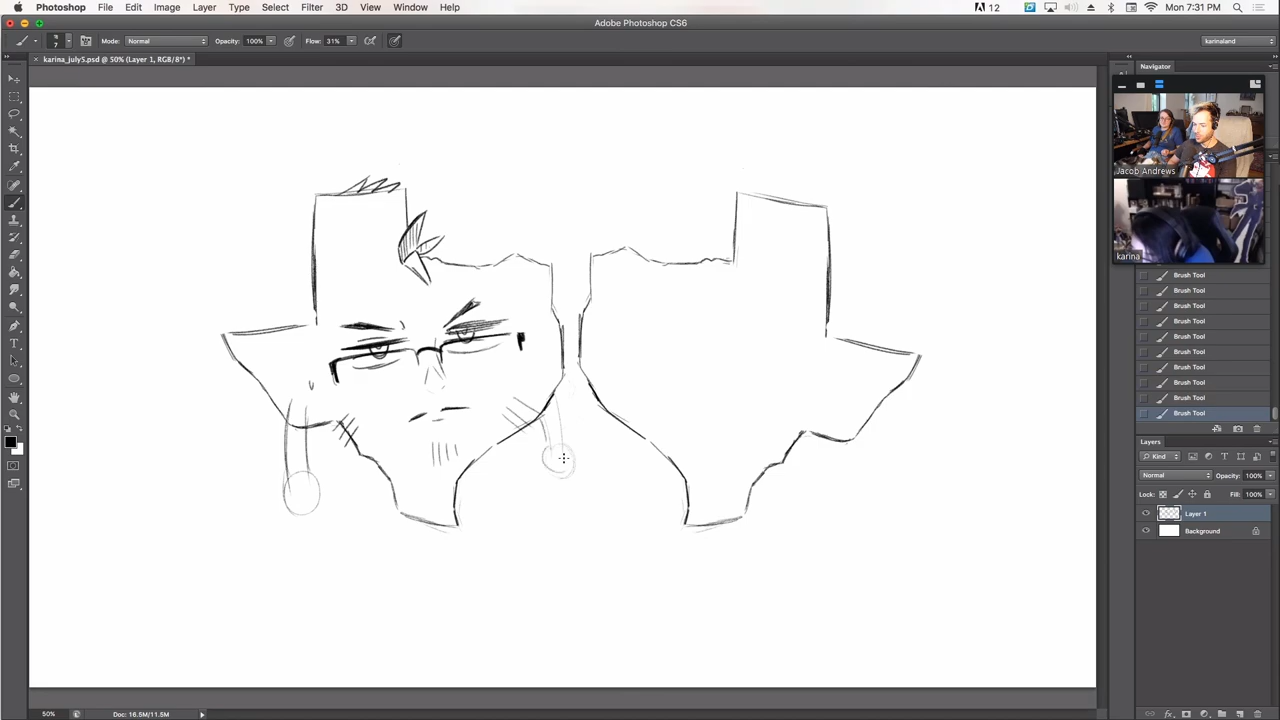 Photoshop File Edit Image Layer Type Select Filter 3D View Window Help
12 Mon 7:31 PM
Adobe Photoshop CS6
7 Mode: Normal Opacity: 100% Flow: 31% karinaland
karina_july5.psd @ 50% (Layer 1, RGB/8*) *
Navigator
Jacob Andrews
karina
Brush Tool
Brush Tool
Brush Tool
Brush Tool
Brush Tool
Brush Tool
Brush Tool
Brush Tool
Brush Tool
Brush Tool
Layers
Kind
Normal Opacity: 100%
Lock: Fill: 100%
Layer 1
Background
50% Doc: 16.5M/11.5M